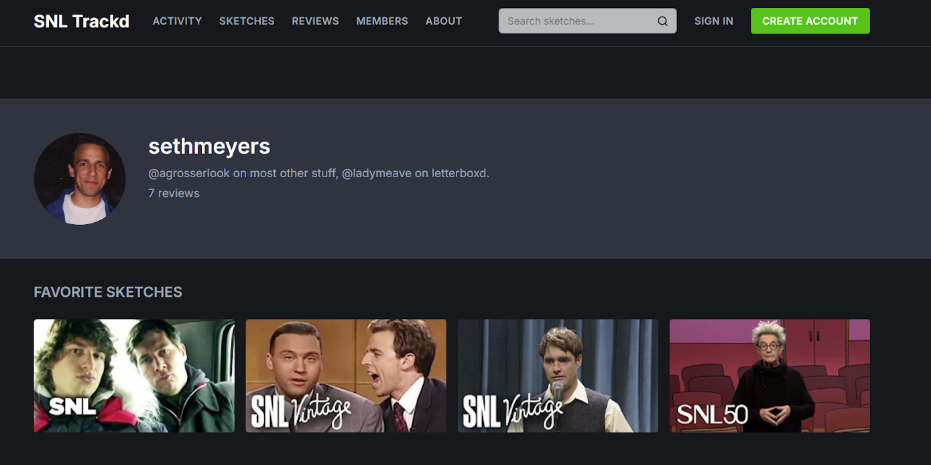 SNL Trackd ACTIVITY SKETCHES REVIEWS MEMBERS ABOUT Search sketches... SIGN IN CREATE ACCOUNT
sethmeyers
@agrosserlook on most other stuff, @ladymeave on letterboxd.
7 reviews
FAVORITE SKETCHES
SNL
SNL Vintage
SNL Vintage
SNL50